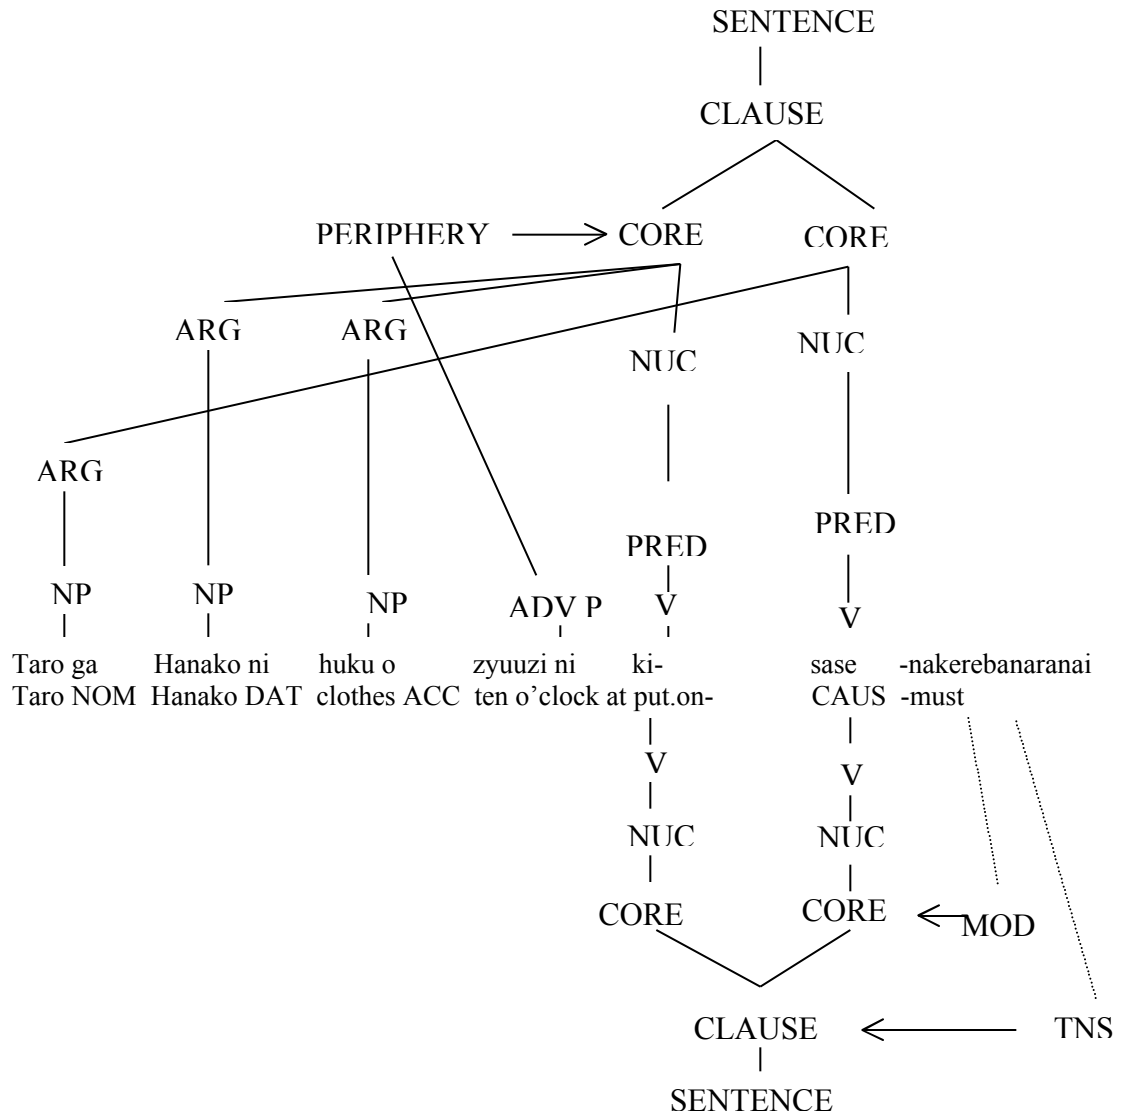 SENTENCE
CLAUSE
PERIPHERY CORE CORE
ARG ARG
NUC NUC
ARG
PRED PRED
NP NP NP ADV P V V
Taro ga Hanako ni huku o zyuuzi ni ki- sase -nakerebanaranai
Taro NOM Hanako DAT clothes ACC ten o’clock at put.on- CAUS -must
V V
NUC NUC
CORE CORE MOD
CLAUSE TNS
SENTENCE